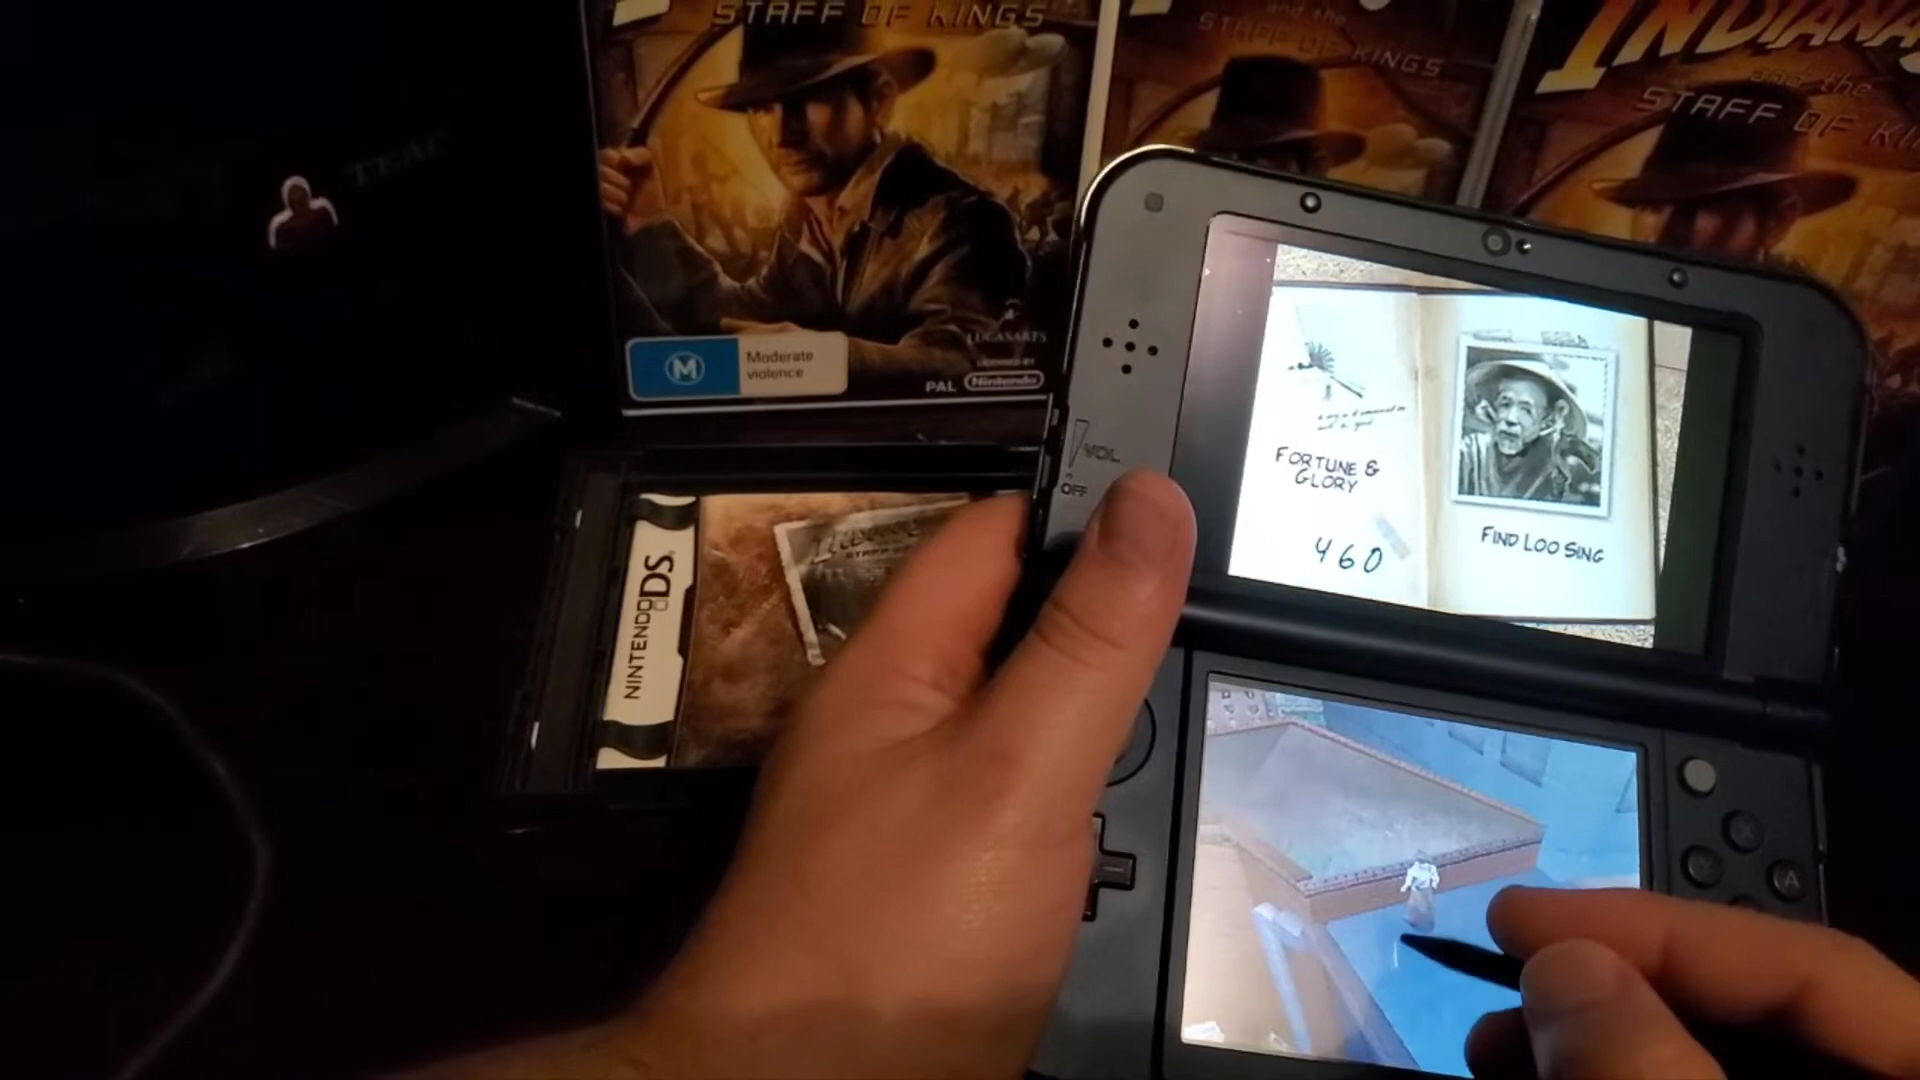 STAFF OF KINGS
and the
STAFF OF KINGS
INDIANA
and the
STAFF OF KI
TEAC
LUCASARTS
LICENSED BY
Nintendo
PAL
M
Moderate
violence
VOL
OFF
NINTENDO DS
FORTUNE &
GLORY
460
FIND LOO SING
X
Y
A